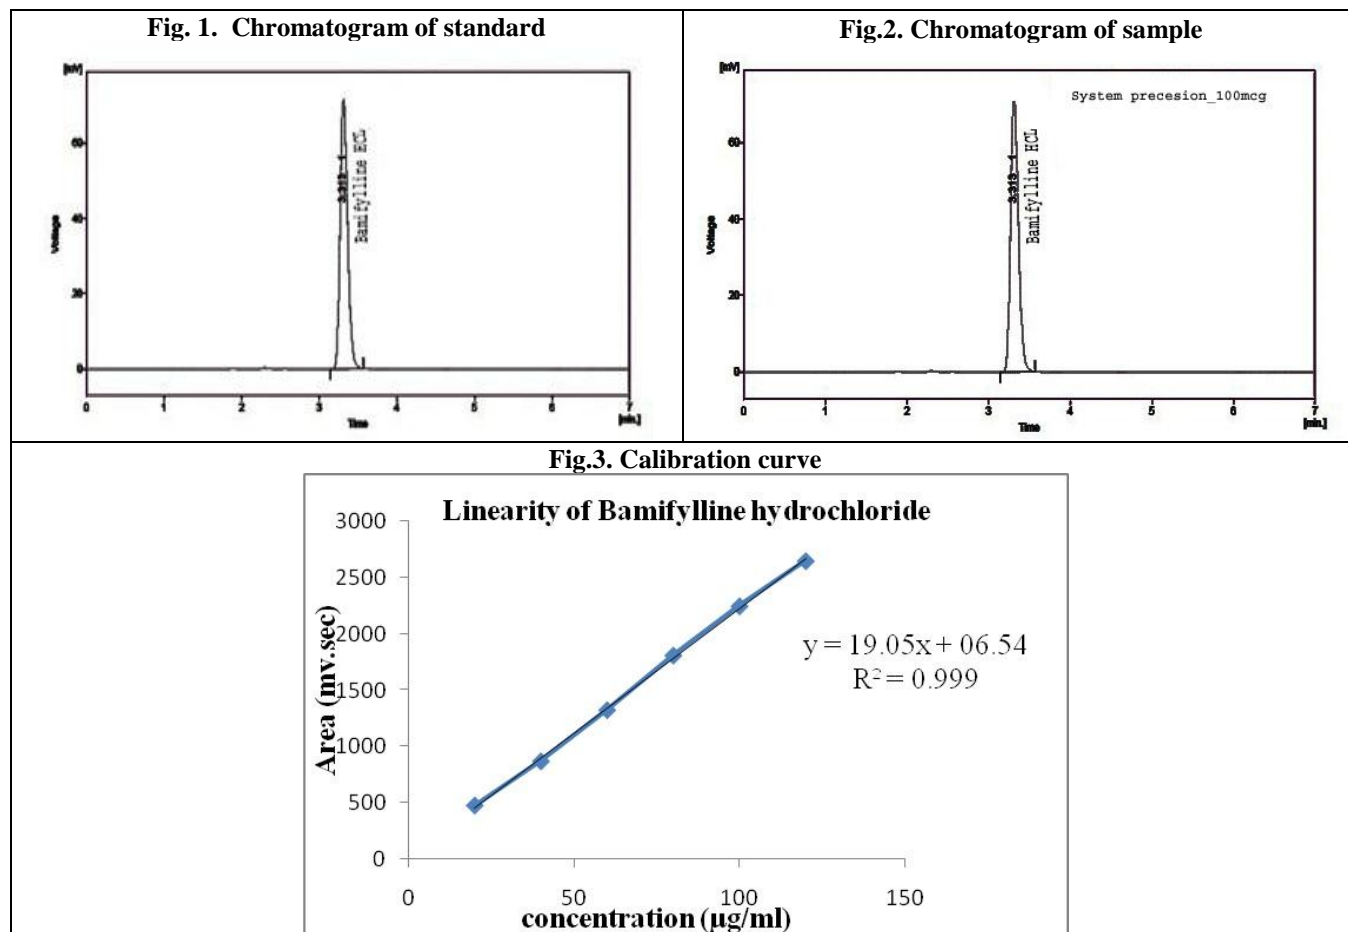 Fig. 1. Chromatogram of standard
[mV]
60
40
20
0
Voltage
3.313 1
Bamifylline HCL
0 1 2 3 4 5 6 7
Time
[min.]
Fig.2. Chromatogram of sample
[mV]
System precesion_100mcg
60
40
20
0
Voltage
3.313 1
Bamifylline HCL
0 1 2 3 4 5 6 7
Time
[min.]
Fig.3. Calibration curve
Linearity of Bamifylline hydrochloride
3000
2500
2000
1500
1000
500
0
Area (mv.sec)
y = 19.05x + 06.54
R² = 0.999
0 50 100 150
concentration (µg/ml)